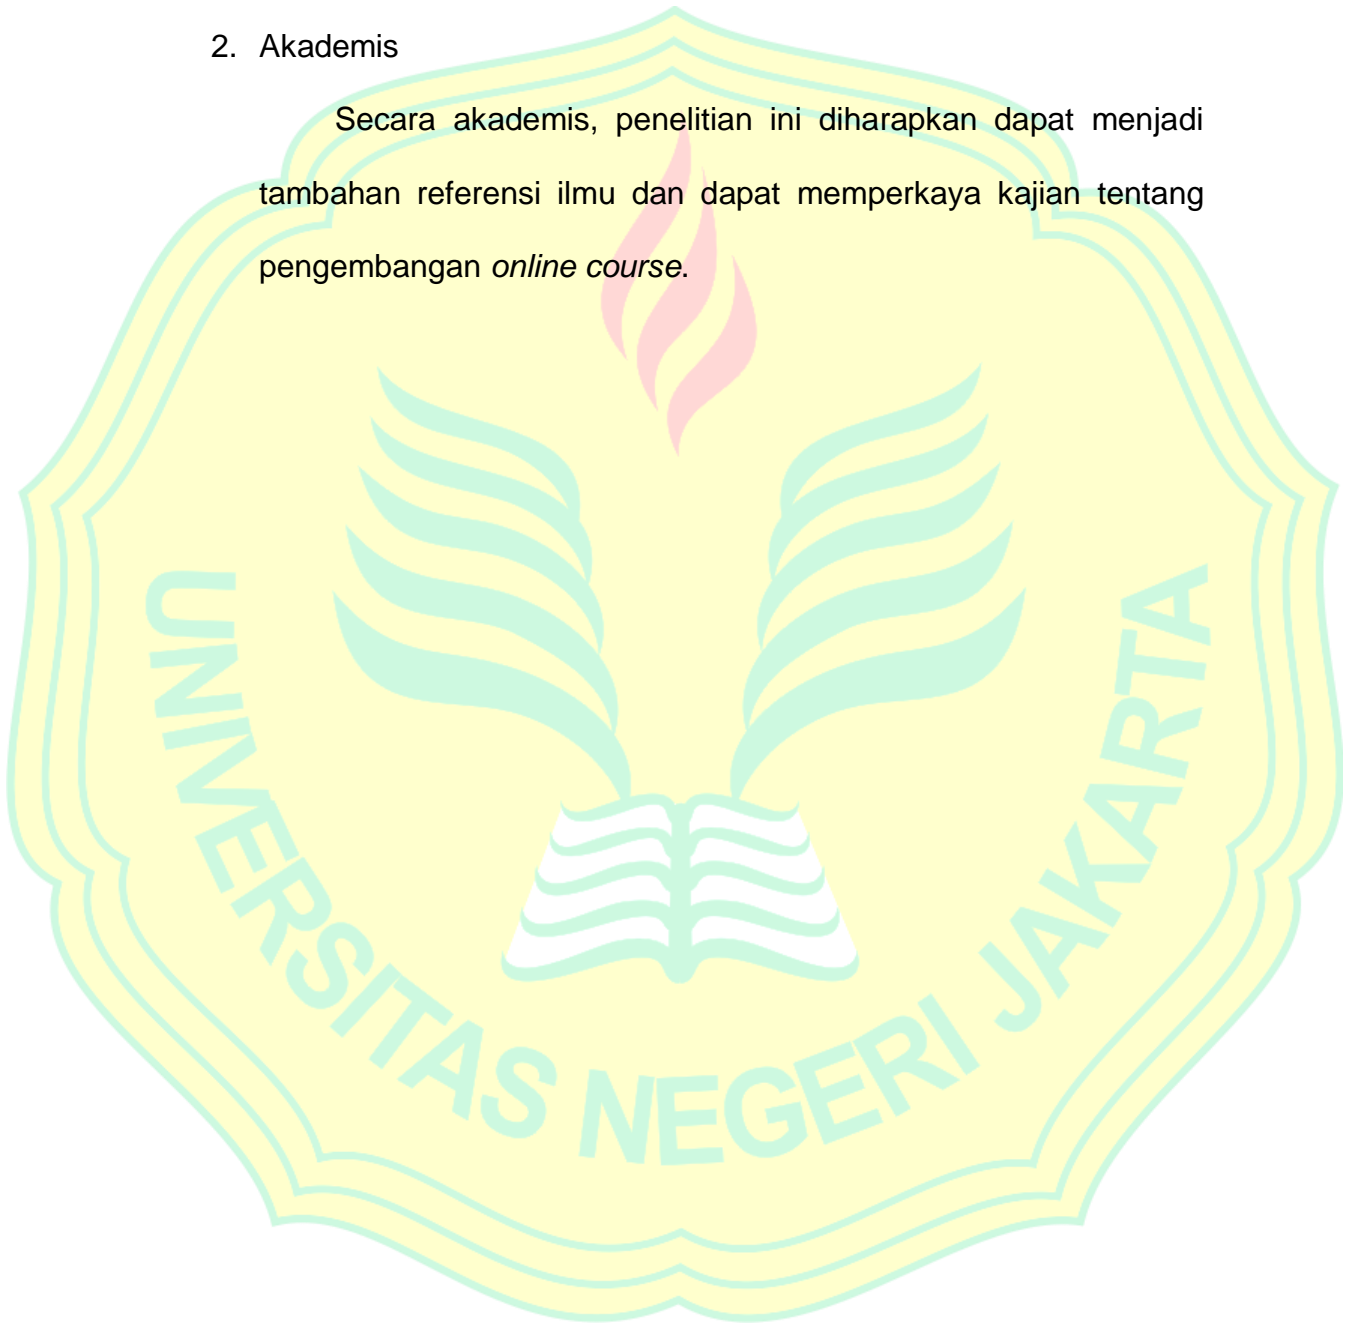 2. Akademis
Secara akademis, penelitian ini diharapkan dapat menjadi
tambahan referensi ilmu dan dapat memperkaya kajian tentang
pengembangan online course.
UNIVERSITAS NEGERI JAKARTA